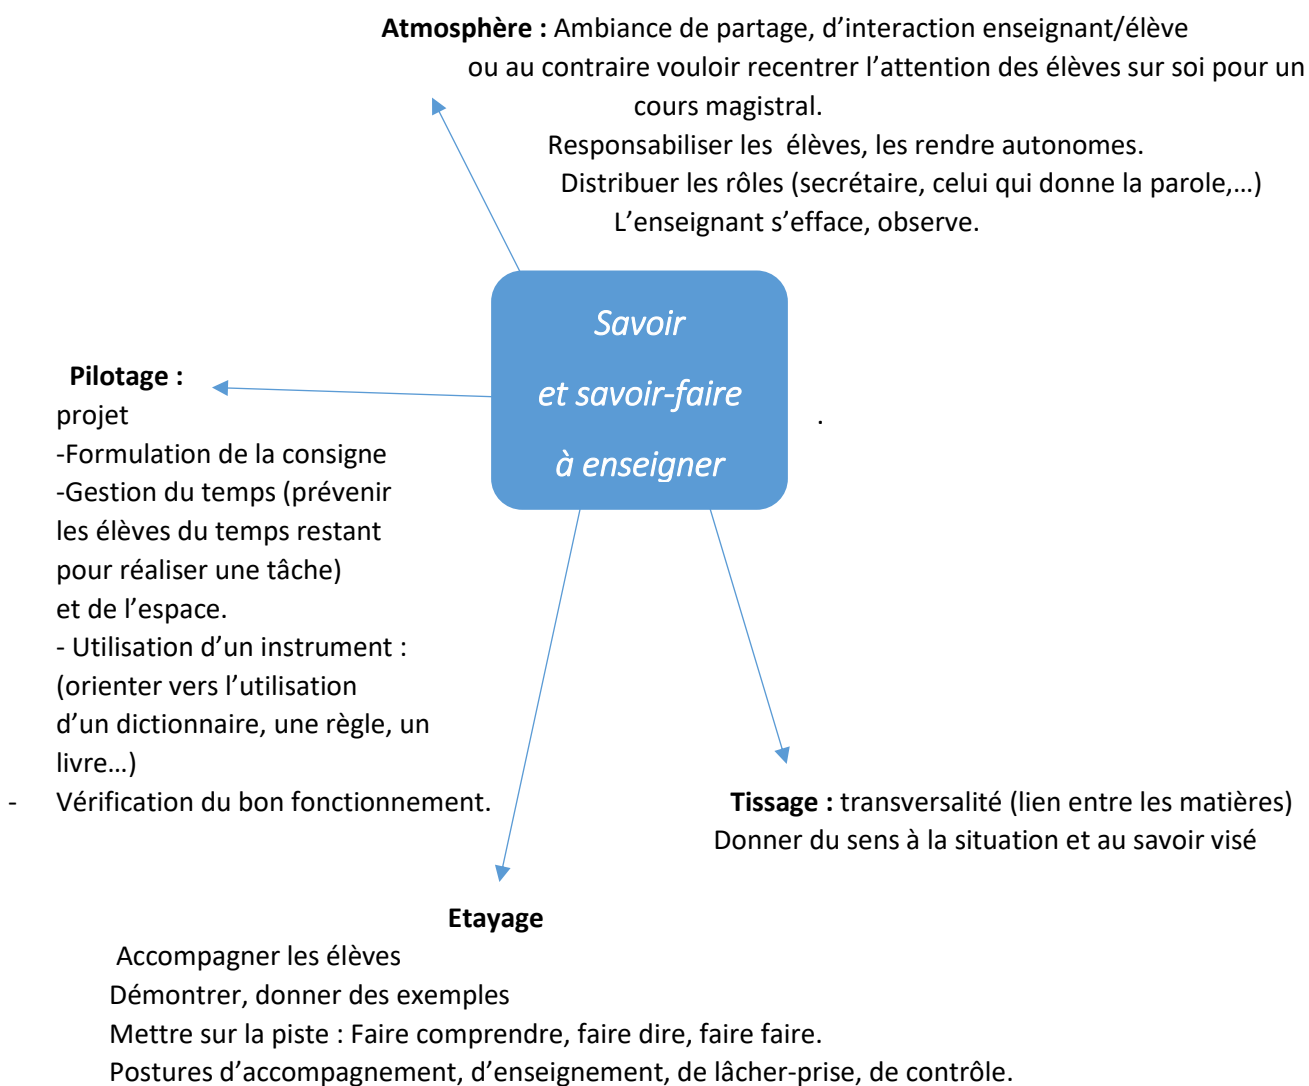 Atmosphère : Ambiance de partage, d’interaction enseignant/élève
ou au contraire vouloir recentrer l’attention des élèves sur soi pour un
cours magistral.
Responsabiliser les  élèves, les rendre autonomes.
Distribuer les rôles (secrétaire, celui qui donne la parole,…)
L’enseignant s’efface, observe.
Savoir
et savoir-faire
à enseigner
.
Pilotage :
projet
-Formulation de la consigne
-Gestion du temps (prévenir
les élèves du temps restant
pour réaliser une tâche)
et de l’espace.
- Utilisation d’un instrument :
(orienter vers l’utilisation
d’un dictionnaire, une règle, un
livre…)
- Vérification du bon fonctionnement.
Tissage : transversalité (lien entre les matières)
Donner du sens à la situation et au savoir visé
Etayage
Accompagner les élèves
Démontrer, donner des exemples
Mettre sur la piste : Faire comprendre, faire dire, faire faire.
Postures d’accompagnement, d’enseignement, de lâcher-prise, de contrôle.